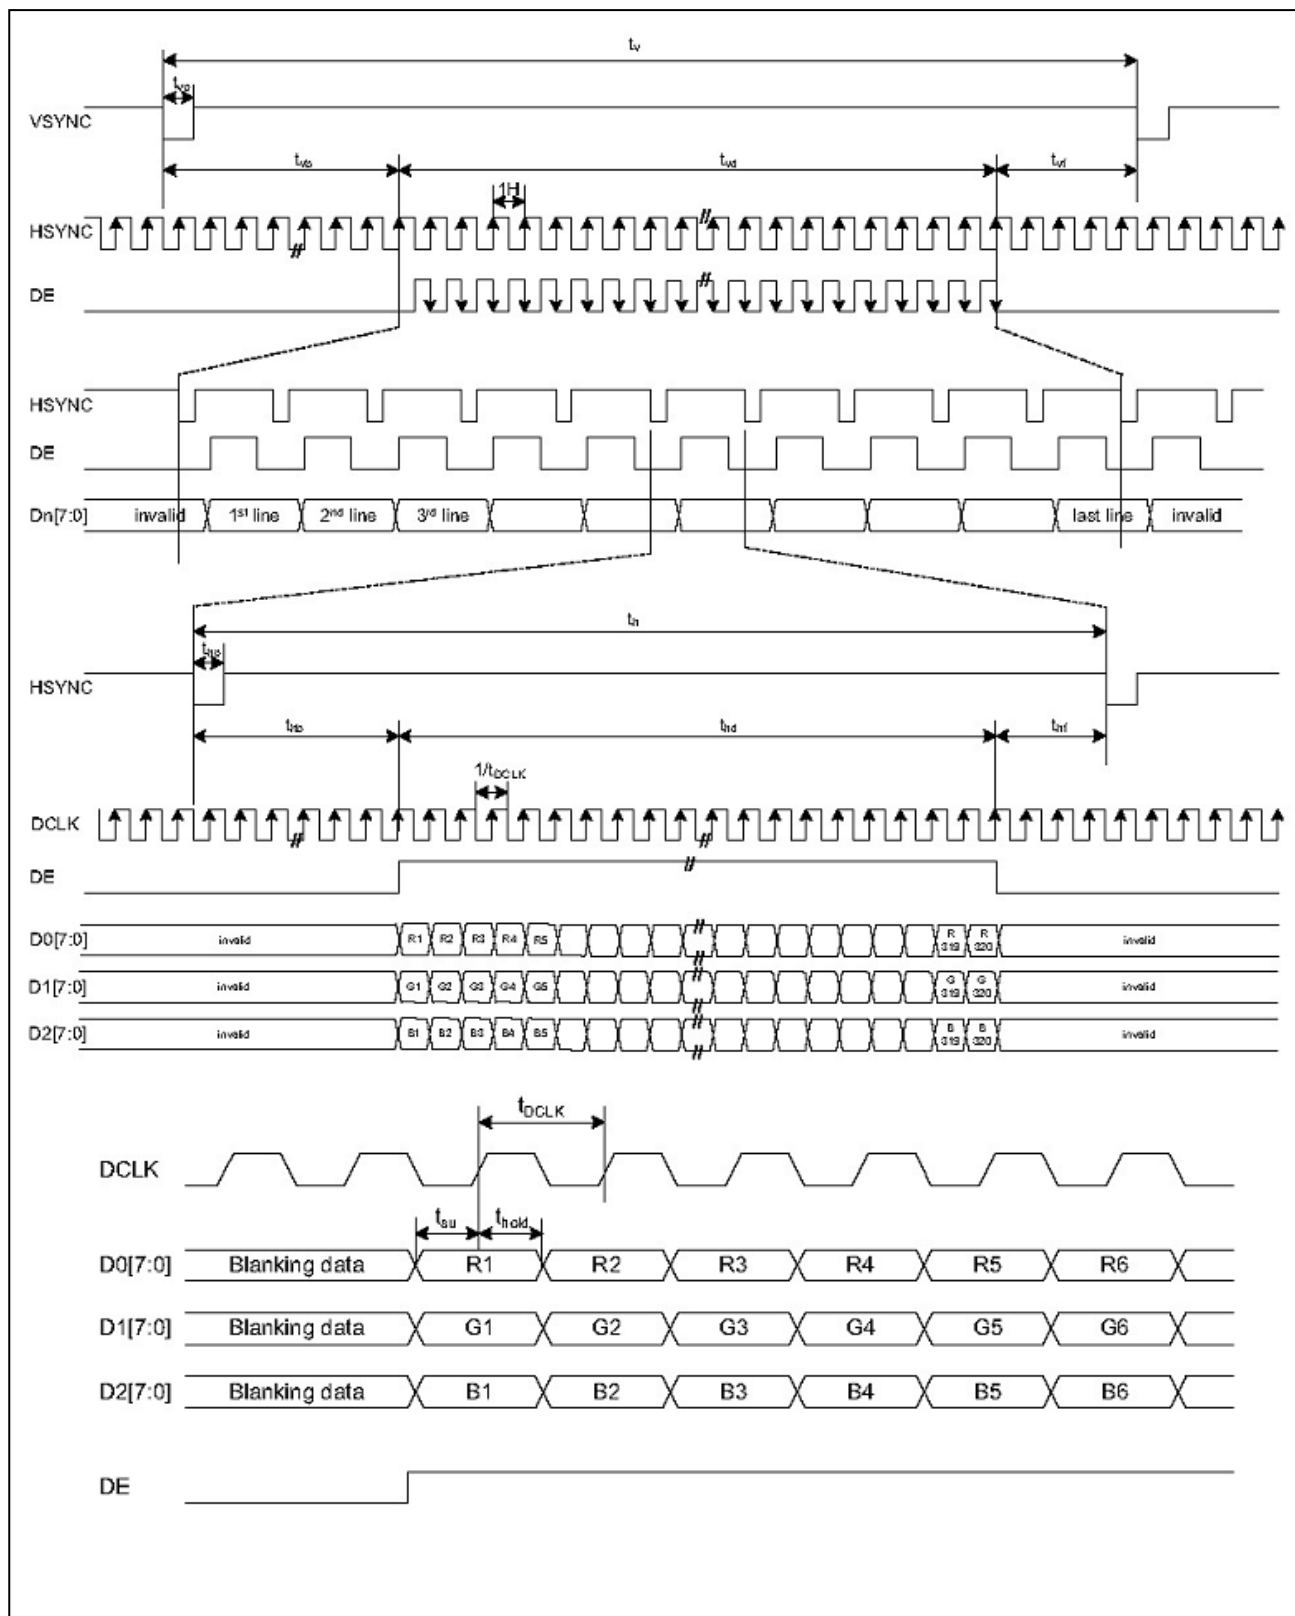 tv
tvp
VSYNC
tvb
tvd
tvf
1H
HSYNC
DE
HSYNC
DE
Dn[7:0] invalid 1st line 2nd line 3rd line last line invalid
th
thp
HSYNC
thb
thd
thf
1/tDCLK
DCLK
DE
D0[7:0] invalid R1 R2 R3 R4 R5 R 319 R 320 invalid
D1[7:0] invalid G1 G2 G3 G4 G5 G 319 G 320 invalid
D2[7:0] invalid B1 B2 B3 B4 B5 B 319 B 320 invalid
tDCLK
DCLK
tsu thold
D0[7:0] Blanking data R1 R2 R3 R4 R5 R6
D1[7:0] Blanking data G1 G2 G3 G4 G5 G6
D2[7:0] Blanking data B1 B2 B3 B4 B5 B6
DE